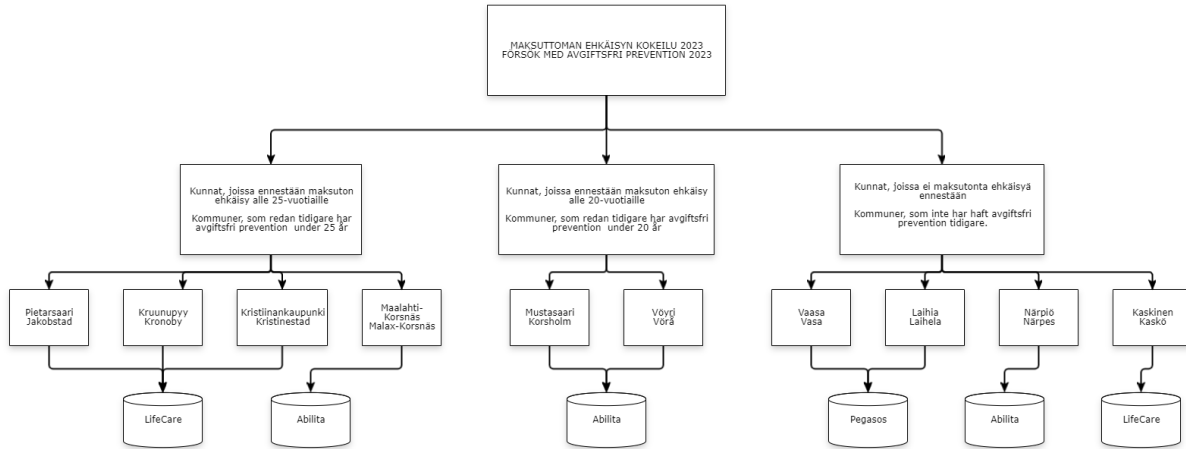 MAKSUTTOMAN EHKÄISYN KOKEILU 2023
FÖRSÖK MED AVGIFTSFRI PREVENTION 2023
Kunnat, joissa ennestään maksuton
ehkäisy alle 25-vuotiaille
Kommuner, som redan tidigare har
avgiftsfri prevention under 25 år
Kunnat, joissa ennestään maksuton ehkäisy
alle 20-vuotiaille
Kommuner, som redan tidigare har avgiftsfri
prevention under 20 år
Kunnat, joissa ei maksutonta ehkäisyä
ennestään
Kommuner, som inte har haft avgiftsfri
prevention tidigare.
Pietarsaari
Jakobstad
Kruunupyy
Kronoby
Kristiinankaupunki
Kristinestad
Maalahti-
Korsnäs
Malax-Korsnäs
Mustasaari
Korsholm
Vöyri
Vörå
Vaasa
Vasa
Laihia
Laihela
Närpiö
Närpes
Kaskinen
Kaskö
LifeCare
Abilita
Abilita
Pegasos
Abilita
LifeCare